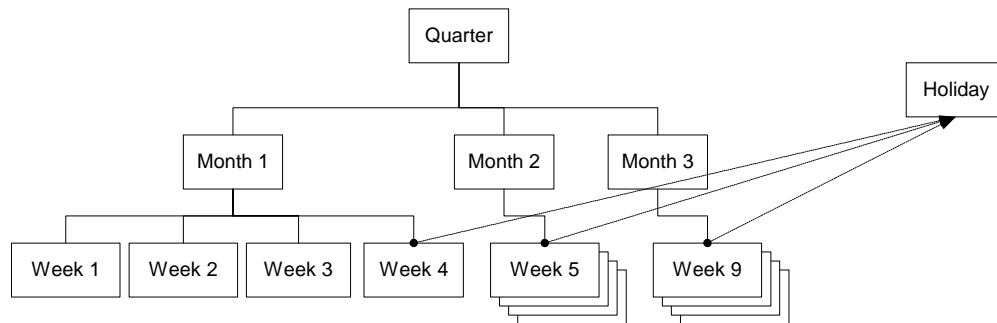 Quarter
Holiday
Month 1
Month 2
Month 3
Week 1
Week 2
Week 3
Week 4
Week 5
Week 9